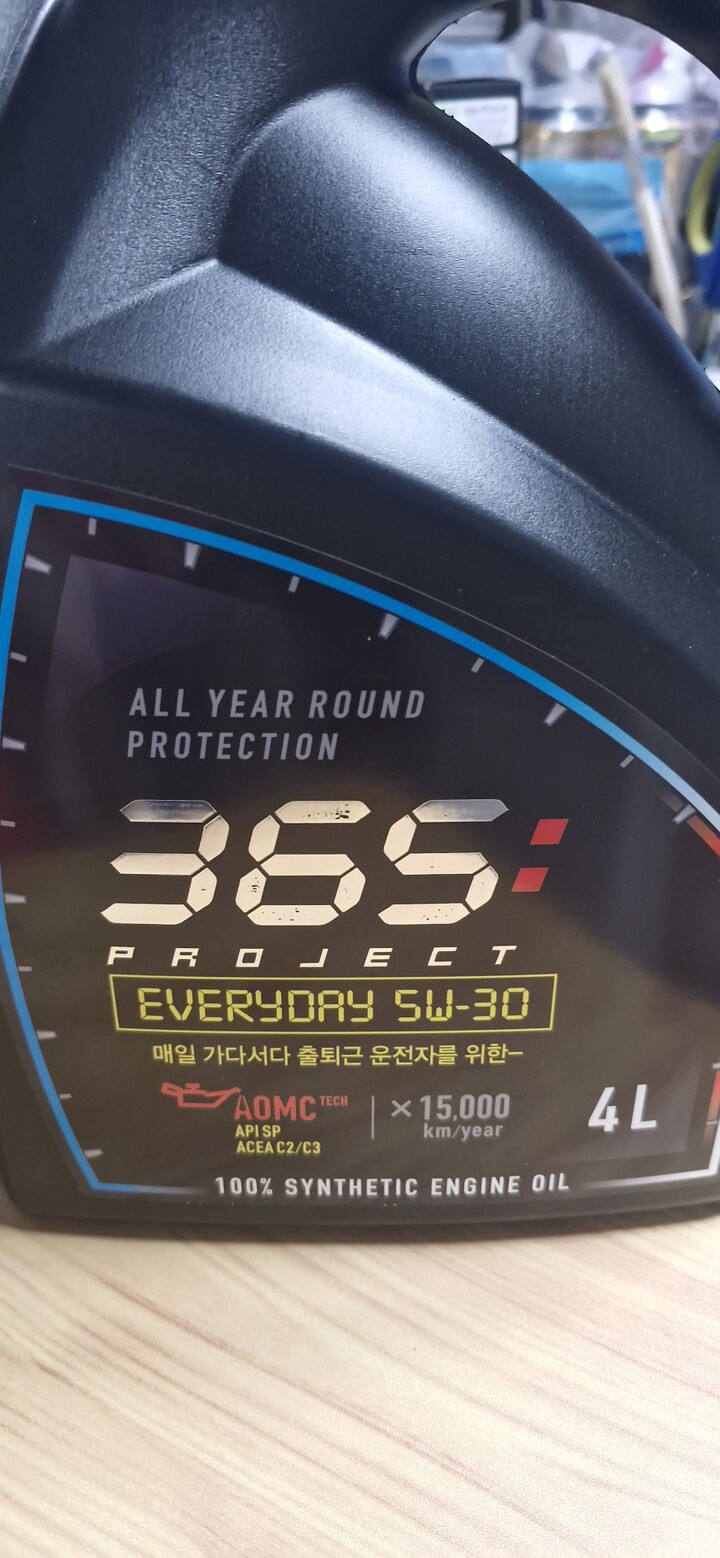 ALL YEAR ROUND
PROTECTION
365:
PROJECT
EVERYDAY 5W-30
매일 가다서다 출퇴근 운전자를 위한-
AOMC TECH
API SP
ACEA C2/C3
× 15,000
km/year
4L
100% SYNTHETIC ENGINE OIL